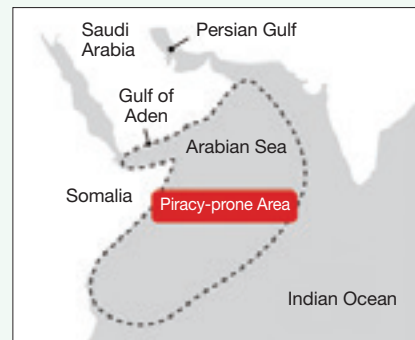 Saudi
Arabia
Persian Gulf
Gulf of
Aden
Arabian Sea
Somalia
Piracy-prone Area
Indian Ocean